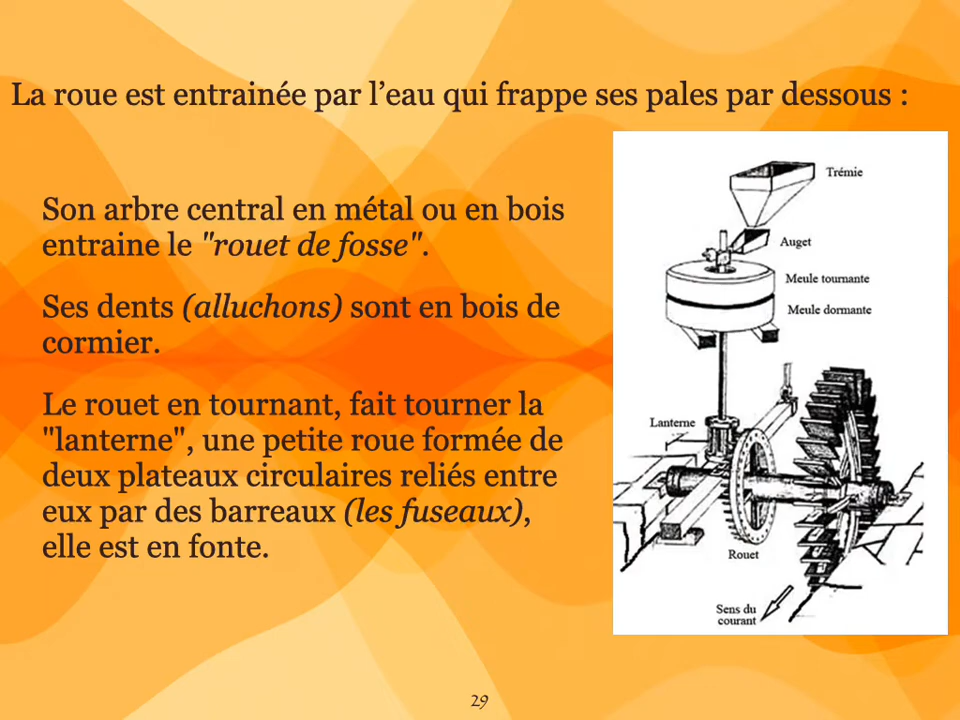 La roue est entrainée par l’eau qui frappe ses pales par dessous :
Son arbre central en métal ou en bois
entraine le "rouet de fosse".
Ses dents (alluchons) sont en bois de
cormier.
Le rouet en tournant, fait tourner la
"lanterne", une petite roue formée de
deux plateaux circulaires reliés entre
eux par des barreaux (les fuseaux),
elle est en fonte.
Trémie
Auget
Meule tournante
Meule dormante
Lanterne
Rouet
Sens du
courant
29